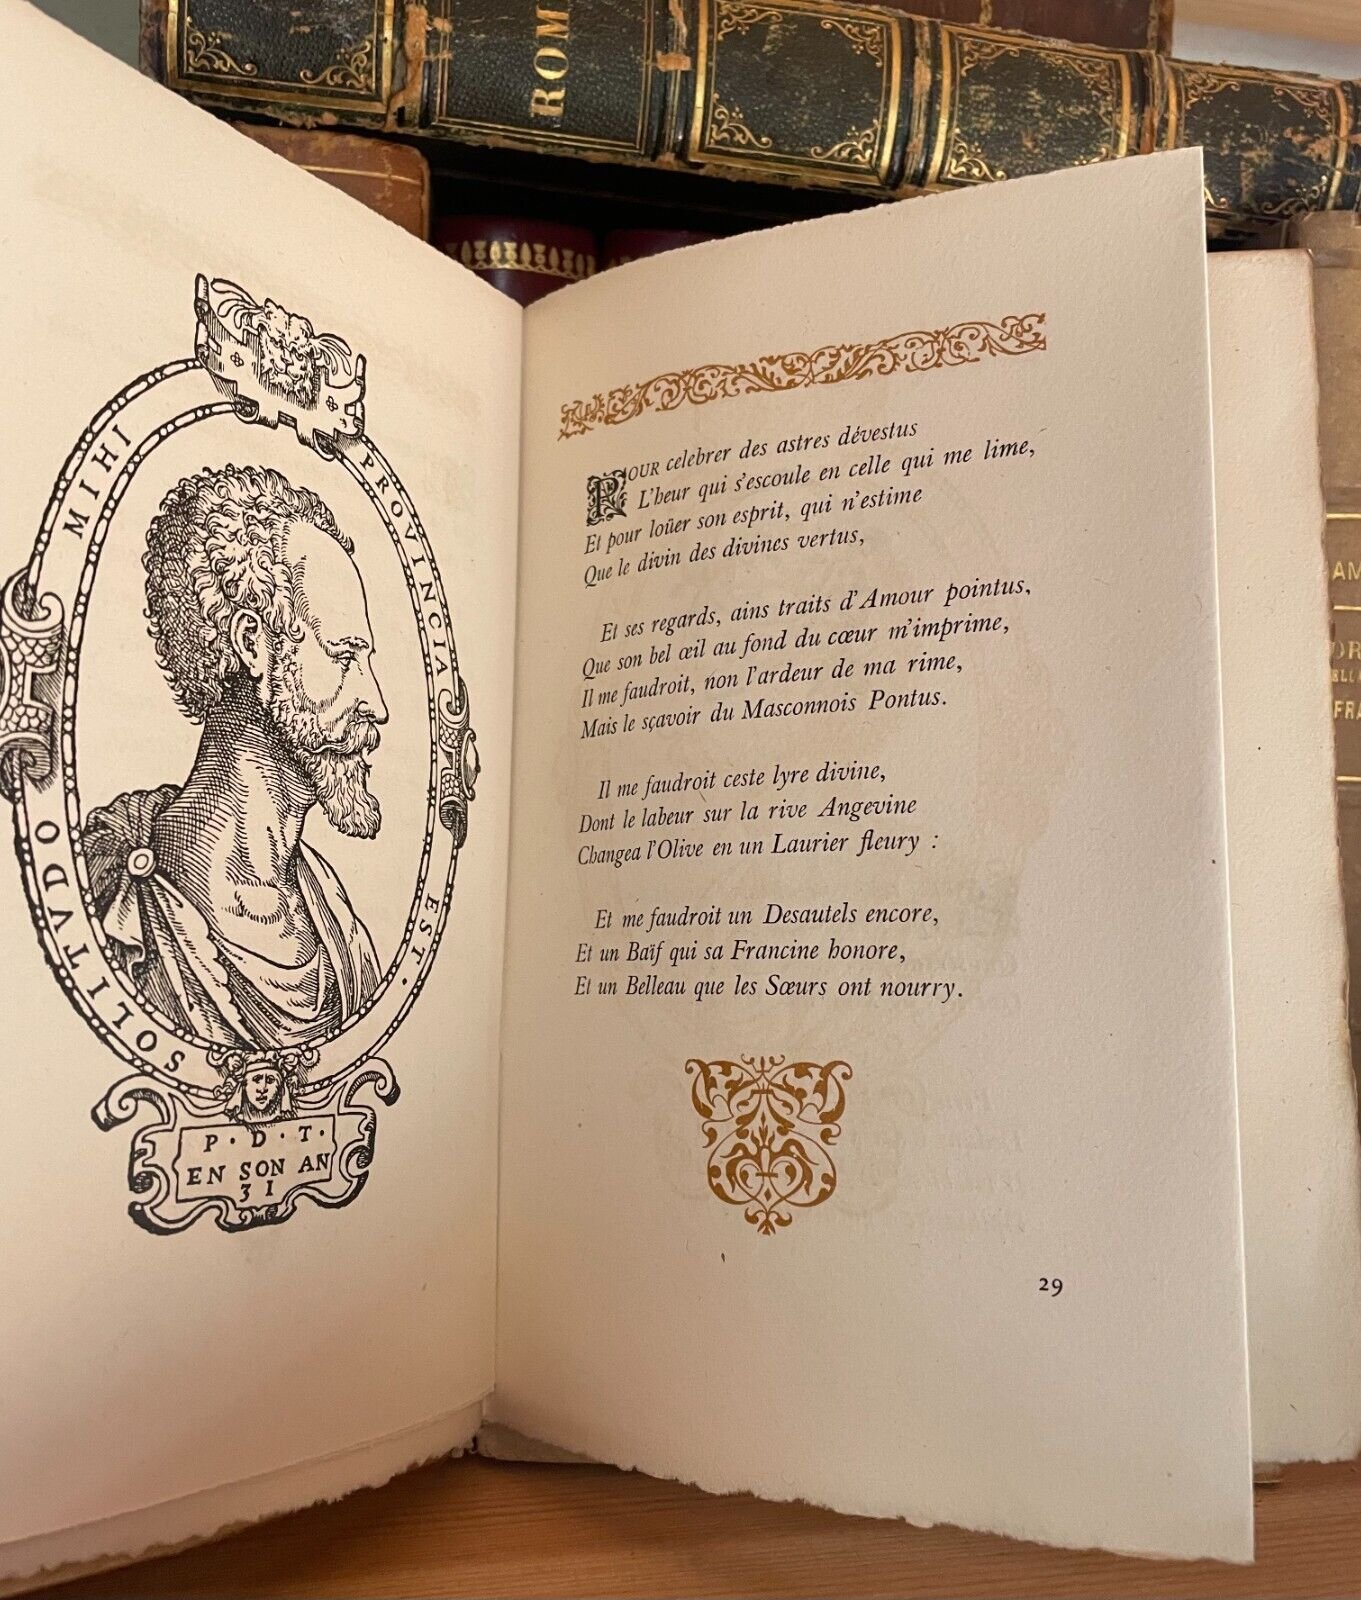 ROM
MIHI PROVINCIA EST.
SOLITVDO
P·D·T·
EN SON AN
31
POUR celebrer des astres dévestus
L'heur qui s'escoule en celle qui me lime,
Et pour loüer son esprit, qui n'estime
Que le divin des divines vertus,
Et ses regards, ains traits d'Amour pointus,
Que son bel œil au fond du cœur m'imprime,
Il me faudroit, non l'ardeur de ma rime,
Mais le sçavoir du Masconnois Pontus.
Il me faudroit ceste lyre divine,
Dont le labeur sur la rive Angevine
Changea l'Olive en un Laurier fleury :
Et me faudroit un Desautels encore,
Et un Baïf qui sa Francine honore,
Et un Belleau que les Sœurs ont nourry.
29
AM
OR
ELLA
FRA